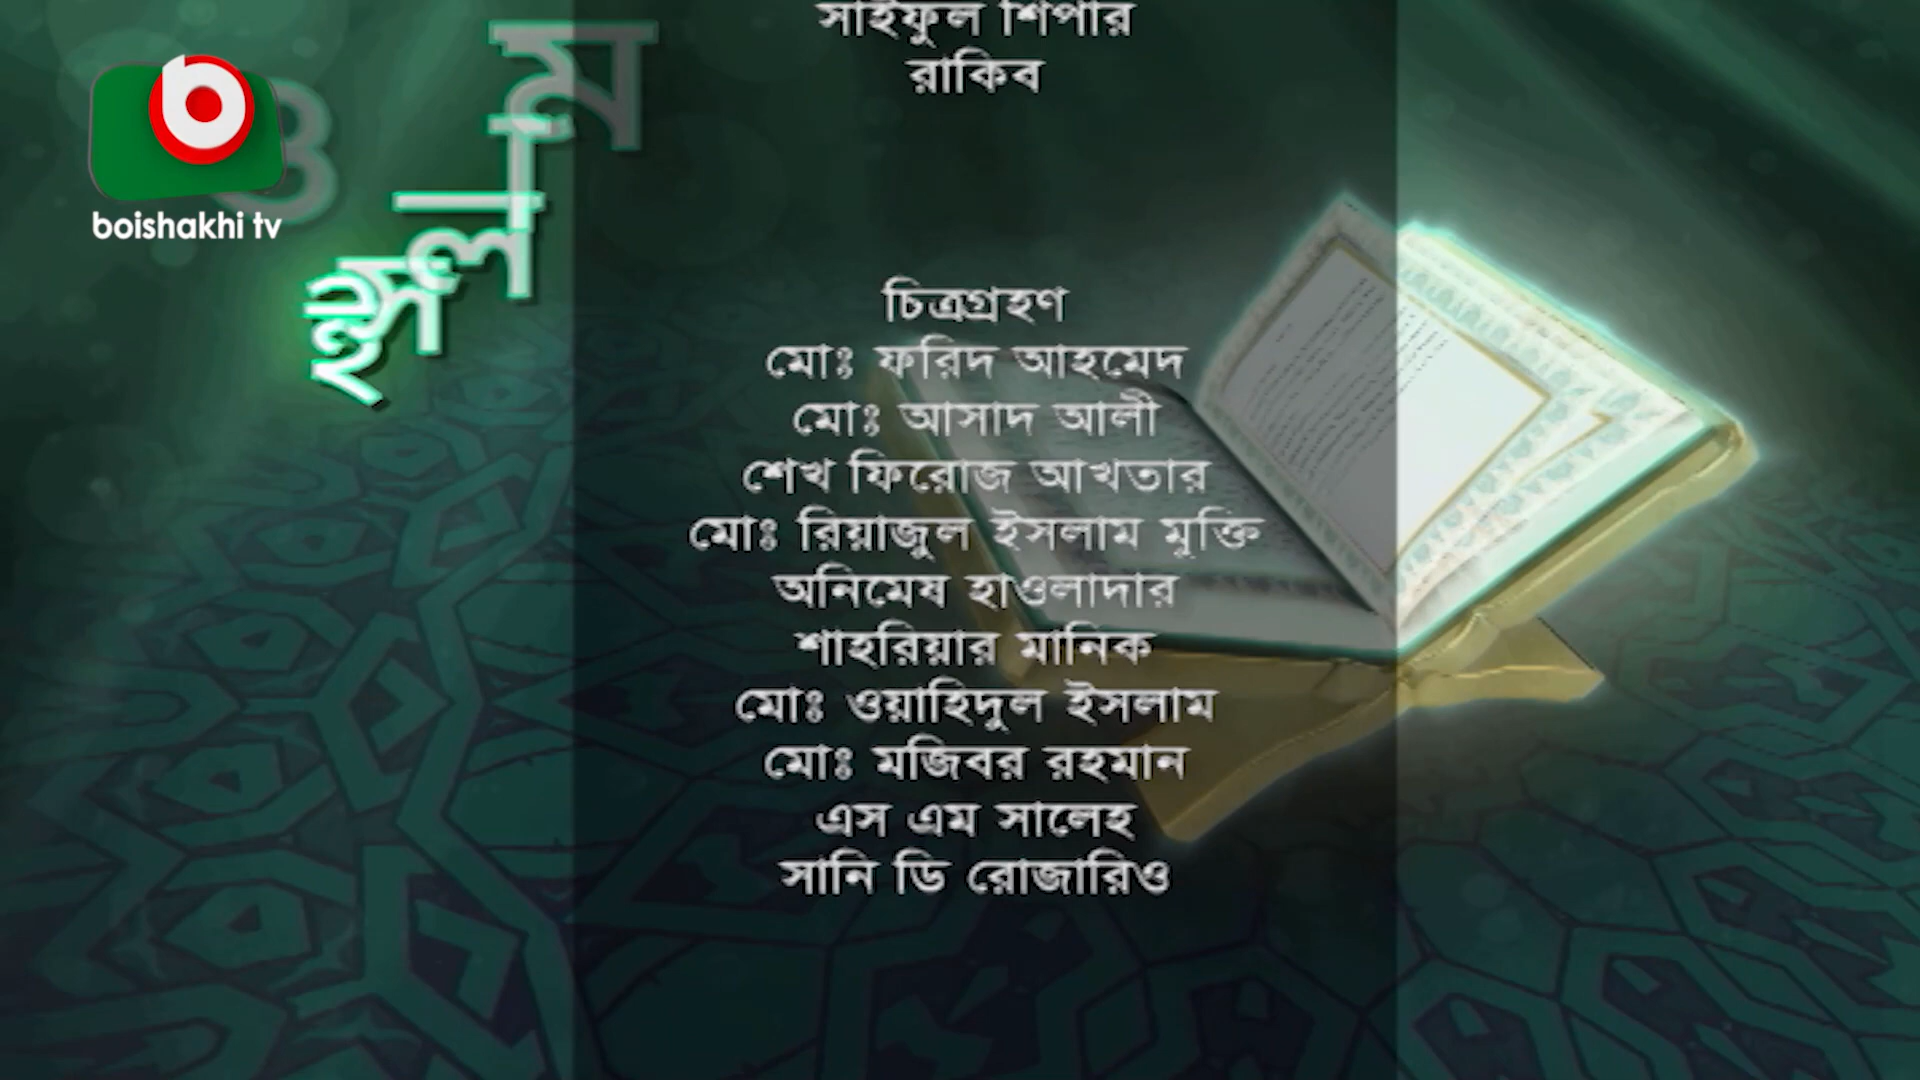 সাইফুল শিপার
রাকিব
boishakhi tv
ও
ইসলাম
চিত্রগ্রহণ
মোঃ ফরিদ আহমেদ
মোঃ আসাদ আলী
শেখ ফিরোজ আখতার
মোঃ রিয়াজুল ইসলাম মুক্তি
অনিমেষ হাওলাদার
শাহরিয়ার মানিক
মোঃ ওয়াহিদুল ইসলাম
মোঃ মজিবর রহমান
এস এম সালেহ
সানি ডি রোজারিও